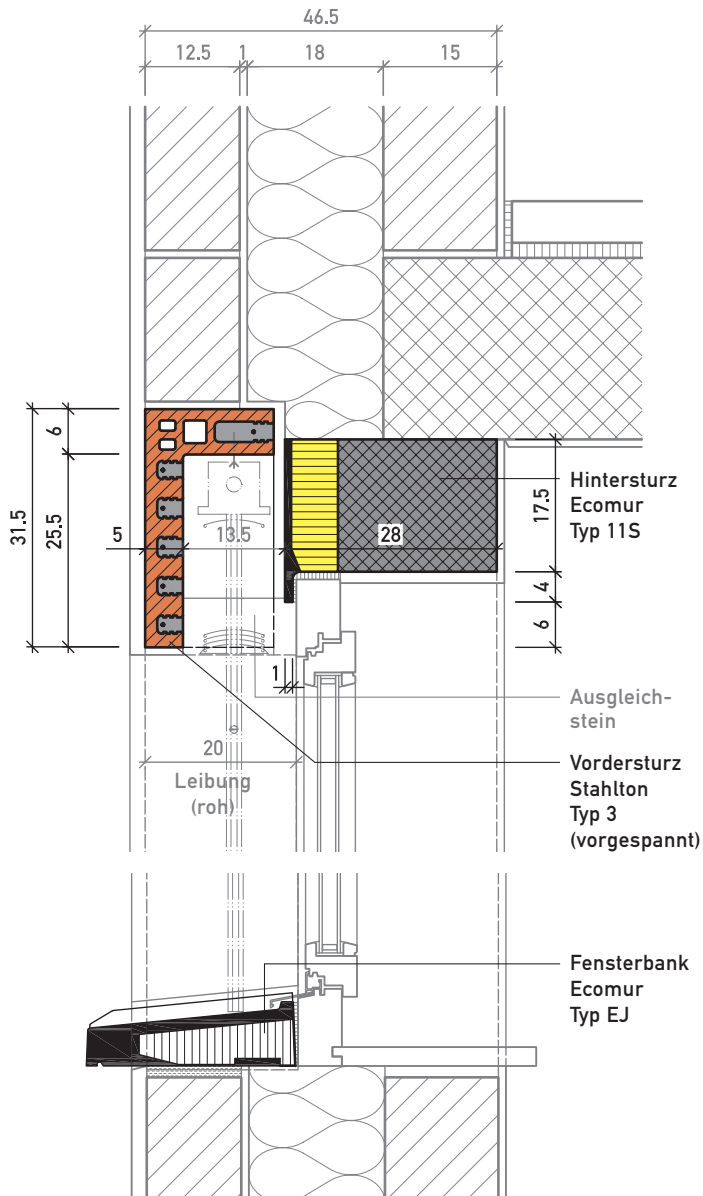 46.5
12.5 1 18 15
6
31.5
25.5
5 13.5 28
17.5
4
6
Hintersturz
Ecomur
Typ 11S
1
Ausgleich-
stein
20
Leibung
(roh)
Vordersturz
Stahlton
Typ 3
(vorgespannt)
Fensterbank
Ecomur
Typ EJ